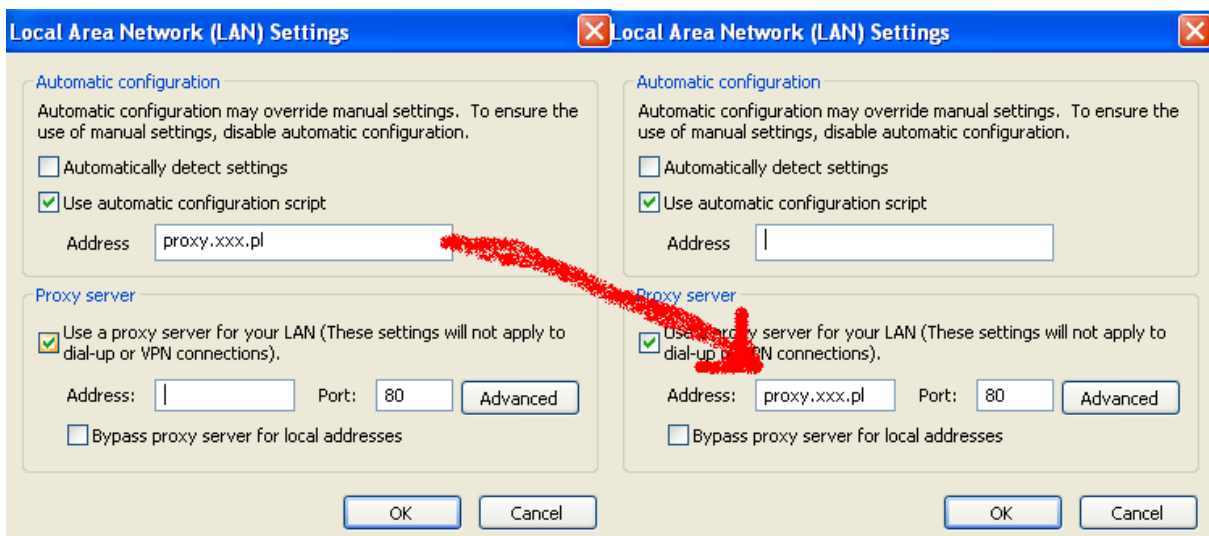 Local Area Network (LAN) Settings
Automatic configuration
Automatic configuration may override manual settings. To ensure the
use of manual settings, disable automatic configuration.
Automatically detect settings
Use automatic configuration script
Address proxy.xxx.pl
Proxy server
Use a proxy server for your LAN (These settings will not apply to
dial-up or VPN connections).
Address: Port: 80 Advanced
Bypass proxy server for local addresses
OK Cancel
Local Area Network (LAN) Settings
Automatic configuration
Automatic configuration may override manual settings. To ensure the
use of manual settings, disable automatic configuration.
Automatically detect settings
Use automatic configuration script
Address
Proxy server
Use a proxy server for your LAN (These settings will not apply to
dial-up or VPN connections).
Address: proxy.xxx.pl Port: 80 Advanced
Bypass proxy server for local addresses
OK Cancel